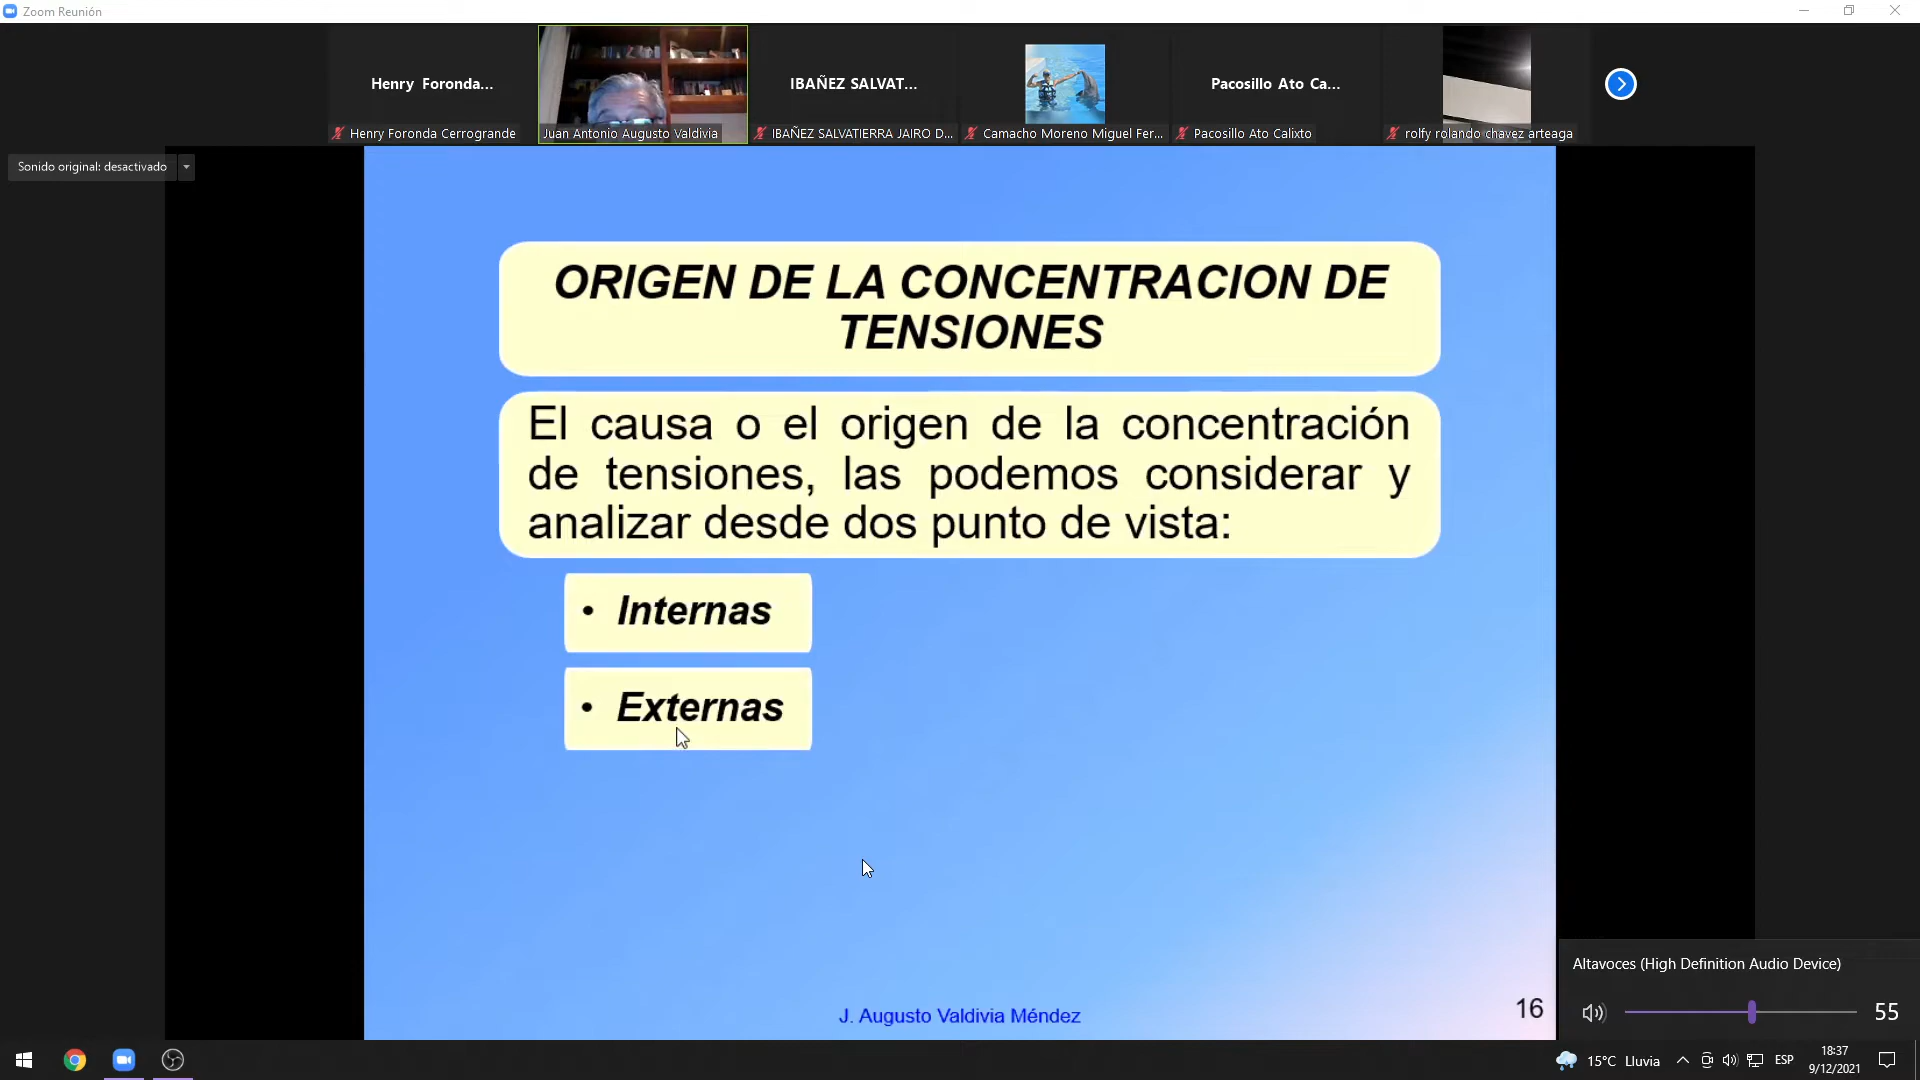 Zoom Reunión
Henry Foronda...
IBAÑEZ SALVAT...
Pacosillo Ato Ca...
Henry Foronda Cerrogrande
Juan Antonio Augusto Valdivia
IBAÑEZ SALVATIERRA JAIRO D...
Camacho Moreno Miguel Fer...
Pacosillo Ato Calixto
rolfy rolando chavez arteaga
Sonido original: desactivado
ORIGEN DE LA CONCENTRACION DE
TENSIONES
El causa o el origen de la concentración
de tensiones, las podemos considerar y
analizar desde dos punto de vista:
• Internas
• Externas
Altavoces (High Definition Audio Device)
55
J. Augusto Valdivia Méndez
16
15°C Lluvia
ESP
18:37
9/12/2021